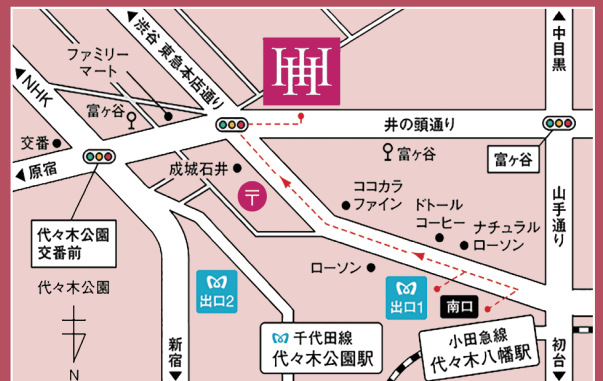 渋谷 東急本店通り
中目黒
ファミリー
マート
HH
NHK
富ヶ谷
井の頭通り
交番
富ヶ谷
富ヶ谷
原宿
成城石井
〒
ココカラ
ファイン
ドトール
コーヒー
ナチュラル
ローソン
山手通り
代々木公園
交番前
ローソン
代々木公園
出口2
出口1
南口
千代田線
代々木公園駅
小田急線
代々木八幡駅
新宿
初台
N